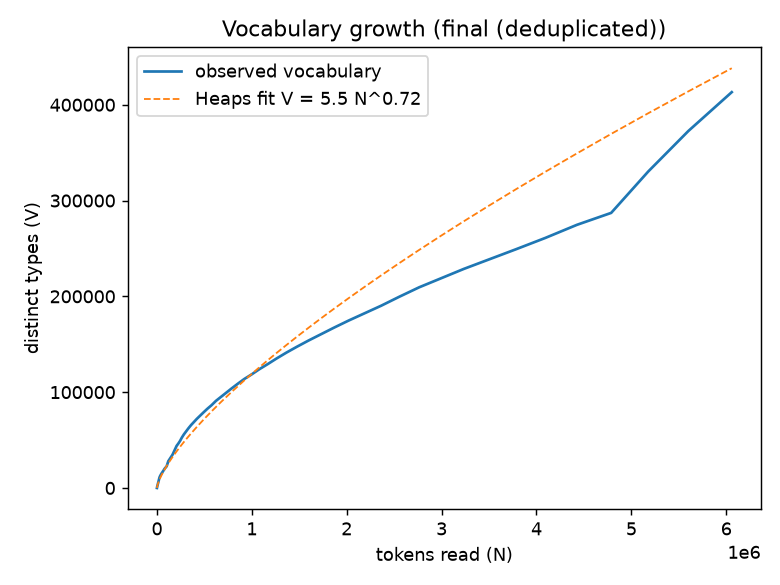 Vocabulary growth (final (deduplicated))
observed vocabulary
Heaps fit V = 5.5 N^0.72
distinct types (V)
400000
300000
200000
100000
0
0 1 2 3 4 5 6
1e6
tokens read (N)